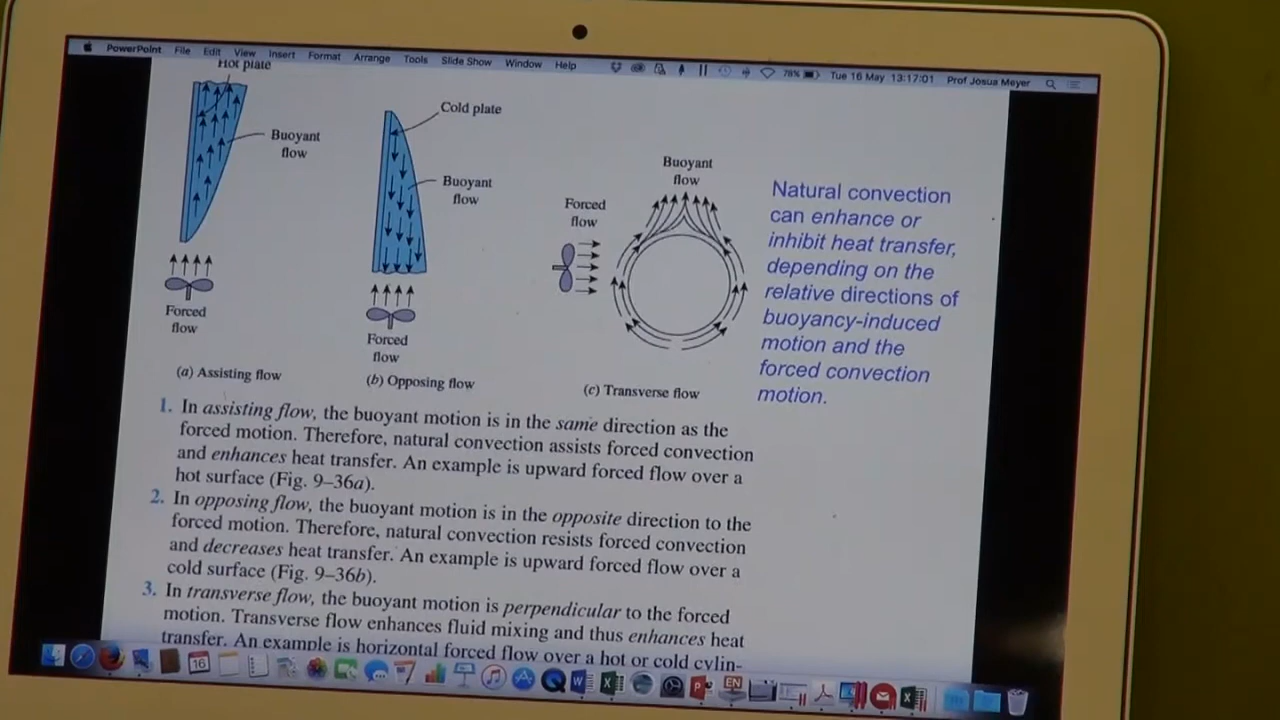 PowerPoint File Edit View Insert Format Arrange Tools Slide Show Window Help 78% Tue 16 May 13:17:01 Prof Josua Meyer
Hot plate
Buoyant
flow
Forced
flow
(a) Assisting flow
Cold plate
Buoyant
flow
Forced
flow
(b) Opposing flow
Buoyant
flow
Forced
flow
(c) Transverse flow
Natural convection
can enhance or
inhibit heat transfer,
depending on the
relative directions of
buoyancy-induced
motion and the
forced convection
motion.
1. In assisting flow, the buoyant motion is in the same direction as the
forced motion. Therefore, natural convection assists forced convection
and enhances heat transfer. An example is upward forced flow over a
hot surface (Fig. 9–36a).
2. In opposing flow, the buoyant motion is in the opposite direction to the
forced motion. Therefore, natural convection resists forced convection
and decreases heat transfer. An example is upward forced flow over a
cold surface (Fig. 9–36b).
3. In transverse flow, the buoyant motion is perpendicular to the forced
motion. Transverse flow enhances fluid mixing and thus enhances heat
transfer. An example is horizontal forced flow over a hot or cold cylin-
16
EN